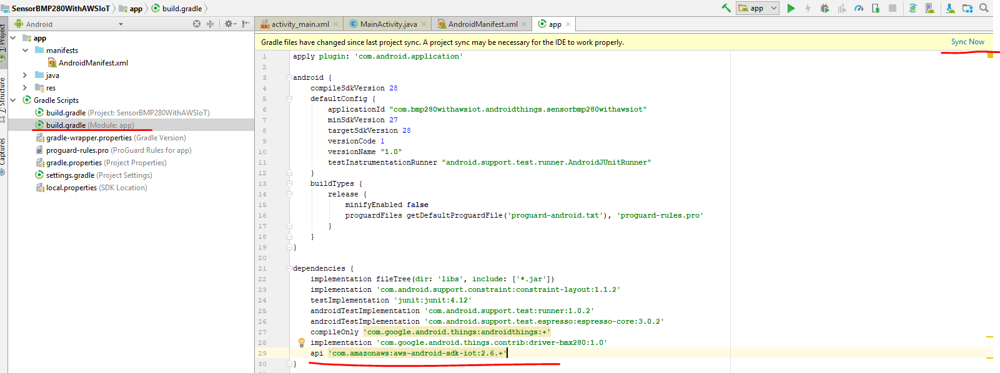 SensorBMP280WithAWSIoT app build.gradle
app
Android
activity_main.xml MainActivity.java AndroidManifest.xml app
Gradle files have changed since last project sync. A project sync may be necessary for the IDE to work properly. Sync Now
1: Project
7: Structure
Captures
app
manifests
AndroidManifest.xml
java
res
Gradle Scripts
build.gradle (Project: SensorBMP280WithAWSIoT)
build.gradle (Module: app)
gradle-wrapper.properties (Gradle Version)
proguard-rules.pro (ProGuard Rules for app)
gradle.properties (Project Properties)
settings.gradle (Project Settings)
local.properties (SDK Location)
1 apply plugin: 'com.android.application'
2
3 android {
4 compileSdkVersion 28
5 defaultConfig {
6 applicationId "com.bmp280withawsiot.androidthings.sensorbmp280withawsiot"
7 minSdkVersion 27
8 targetSdkVersion 28
9 versionCode 1
10 versionName "1.0"
11 testInstrumentationRunner "android.support.test.runner.AndroidJUnitRunner"
12 }
13 buildTypes {
14 release {
15 minifyEnabled false
16 proguardFiles getDefaultProguardFile('proguard-android.txt'), 'proguard-rules.pro'
17 }
18 }
19 }
20
21 dependencies {
22 implementation fileTree(dir: 'libs', include: ['*.jar'])
23 implementation 'com.android.support.constraint:constraint-layout:1.1.2'
24 testImplementation 'junit:junit:4.12'
25 androidTestImplementation 'com.android.support.test:runner:1.0.2'
26 androidTestImplementation 'com.android.support.test.espresso:espresso-core:3.0.2'
27 compileOnly 'com.google.android.things:androidthings:+'
28 implementation 'com.google.android.things.contrib:driver-bmx280:1.0'
29 api 'com.amazonaws:aws-android-sdk-iot:2.6.+'
30 }